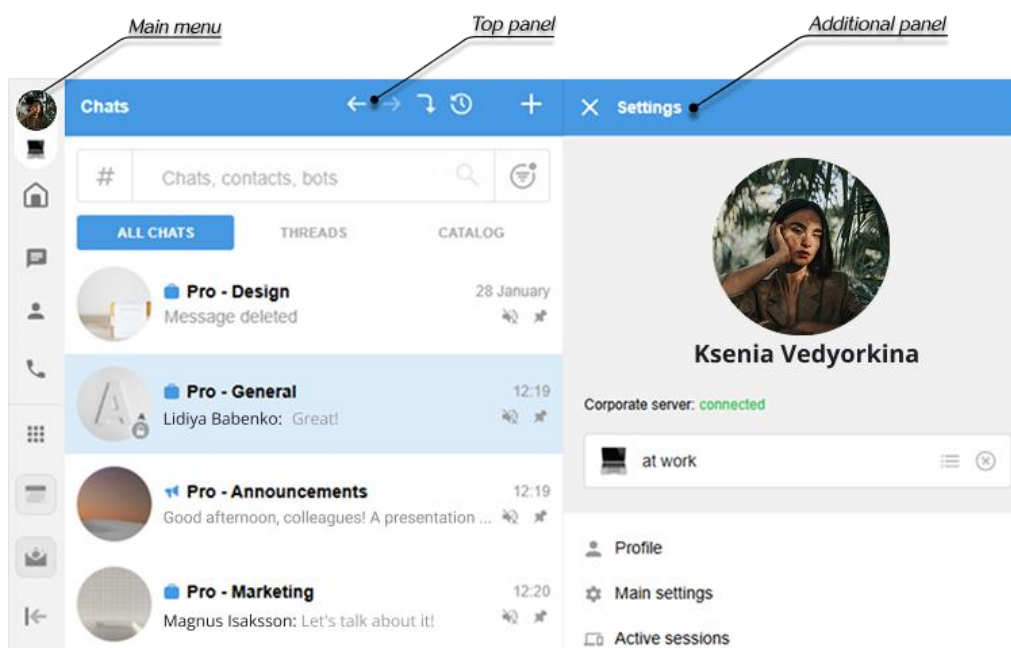 Main menu
Top panel
Additional panel
Chats
Settings
#
Chats, contacts, bots
ALL CHATS THREADS CATALOG
Pro - Design 28 January
Message deleted
Pro - General 12:19
Lidiya Babenko: Great!
Pro - Announcements 12:19
Good afternoon, colleagues! A presentation ...
Pro - Marketing 12:20
Magnus Isaksson: Let's talk about it!
Ksenia Vedyorkina
Corporate server: connected
at work
Profile
Main settings
Active sessions